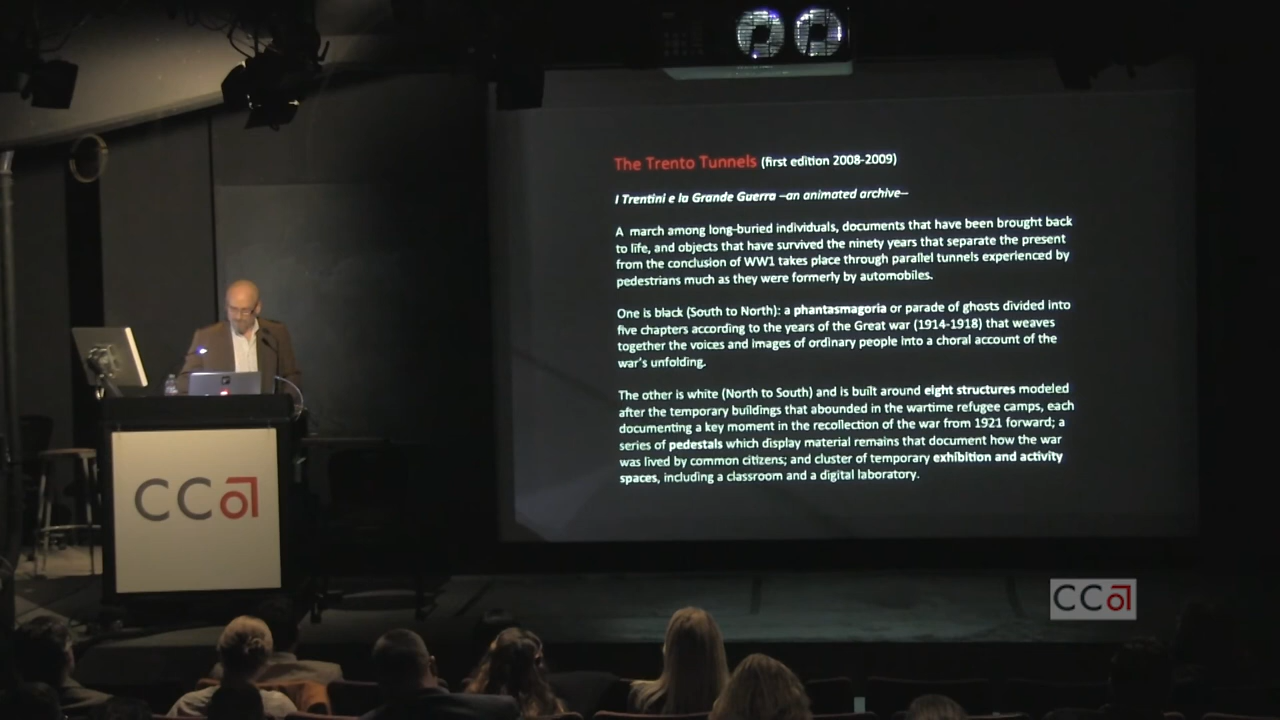 The Trento Tunnels (first edition 2008-2009)
I Trentini e la Grande Guerra –an animated archive–
A march among long-buried individuals, documents that have been brought back
to life, and objects that have survived the ninety years that separate the present
from the conclusion of WW1 takes place through parallel tunnels experienced by
pedestrians much as they were formerly by automobiles.
One is black (South to North): a phantasmagoria or parade of ghosts divided into
five chapters according to the years of the Great war (1914-1918) that weaves
together the voices and images of ordinary people into a choral account of the
war's unfolding.
The other is white (North to South) and is built around eight structures modeled
after the temporary buildings that abounded in the wartime refugee camps, each
documenting a key moment in the recollection of the war from 1921 forward; a
series of pedestals which display material remains that document how the war
was lived by common citizens; and cluster of temporary exhibition and activity
spaces, including a classroom and a digital laboratory.
CCa
CCa